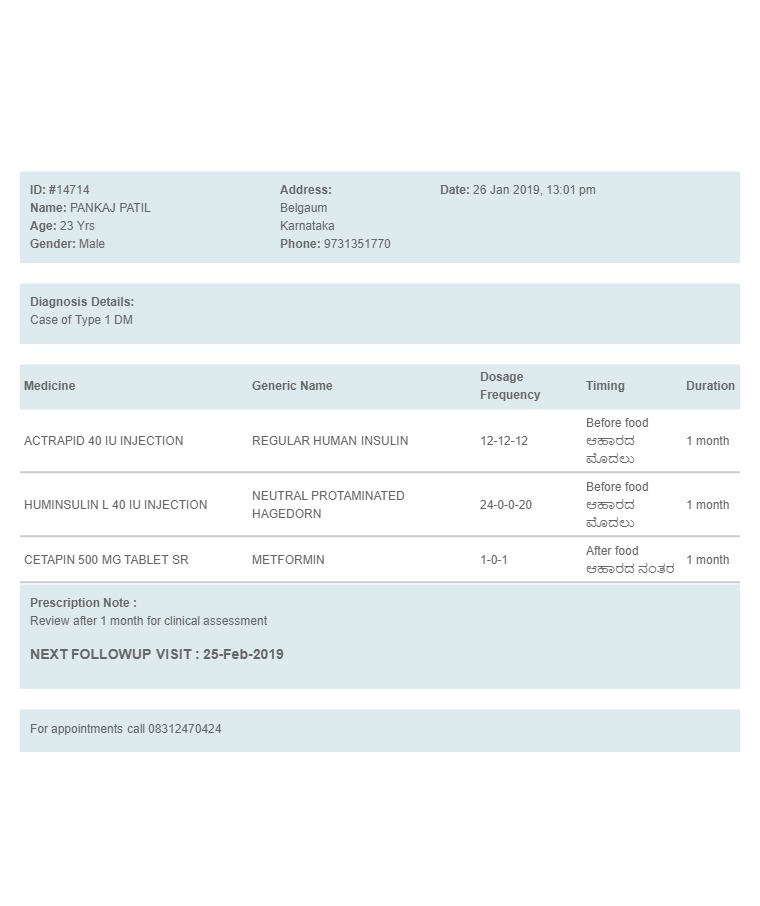 ID: #14714
Name: PANKAJ PATIL
Age: 23 Yrs
Gender: Male
Address:
Belgaum
Karnataka
Phone: 9731351770
Date: 26 Jan 2019, 13:01 pm
Diagnosis Details:
Case of Type 1 DM
Medicine Generic Name Dosage Frequency Timing Duration
ACTRAPID 40 IU INJECTION REGULAR HUMAN INSULIN 12-12-12 Before food ಆಹಾರದ ಮೊದಲು 1 month
HUMINSULIN L 40 IU INJECTION NEUTRAL PROTAMINATED HAGEDORN 24-0-0-20 Before food ಆಹಾರದ ಮೊದಲು 1 month
CETAPIN 500 MG TABLET SR METFORMIN 1-0-1 After food ಆಹಾರದ ನಂತರ 1 month
Prescription Note :
Review after 1 month for clinical assessment
NEXT FOLLOWUP VISIT : 25-Feb-2019
For appointments call 08312470424